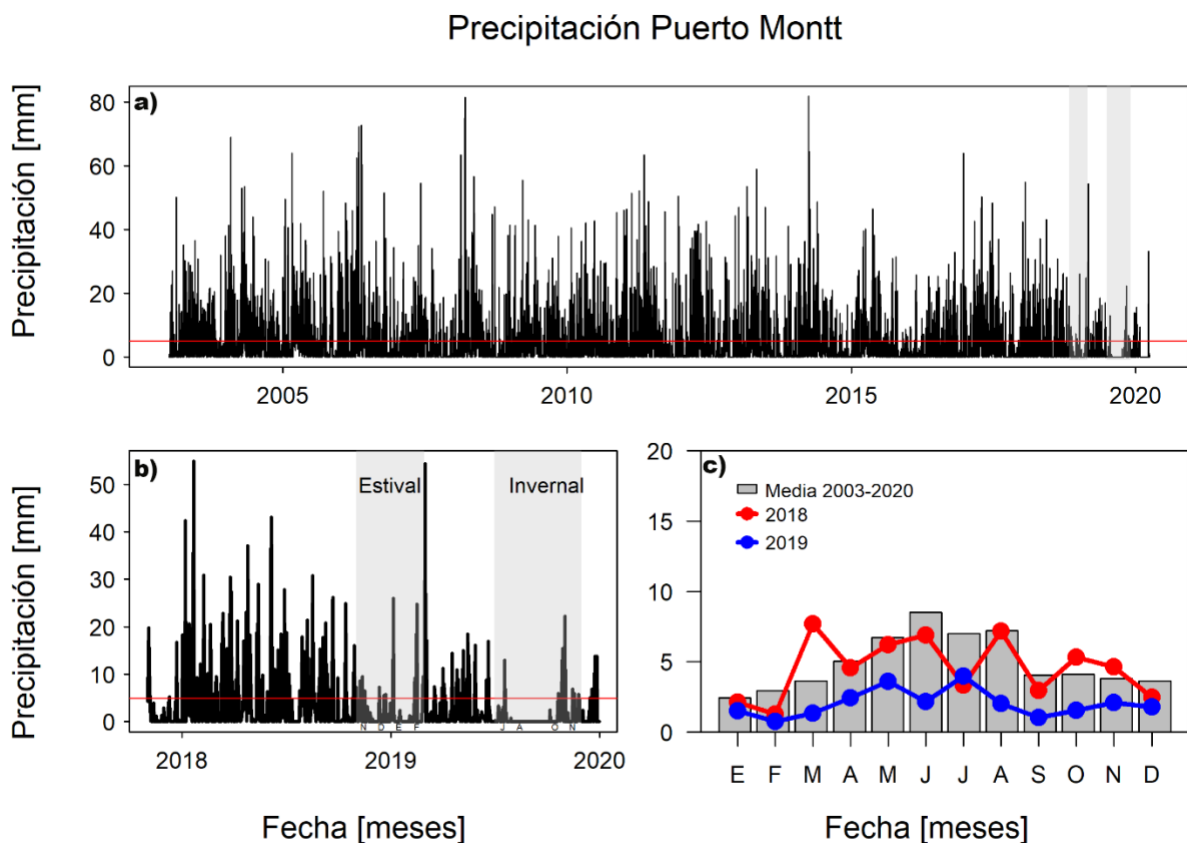 Precipitación Puerto Montt
a)
Precipitación [mm]
80
60
40
20
0
2005 2010 2015 2020
b)
Estival Invernal
Precipitación [mm]
50
40
30
20
10
0
N D E F J A O N
2018 2019 2020
Fecha [meses]
c)
20
15
10
5
0
Media 2003-2020
2018
2019
E F M A M J J A S O N D
Fecha [meses]